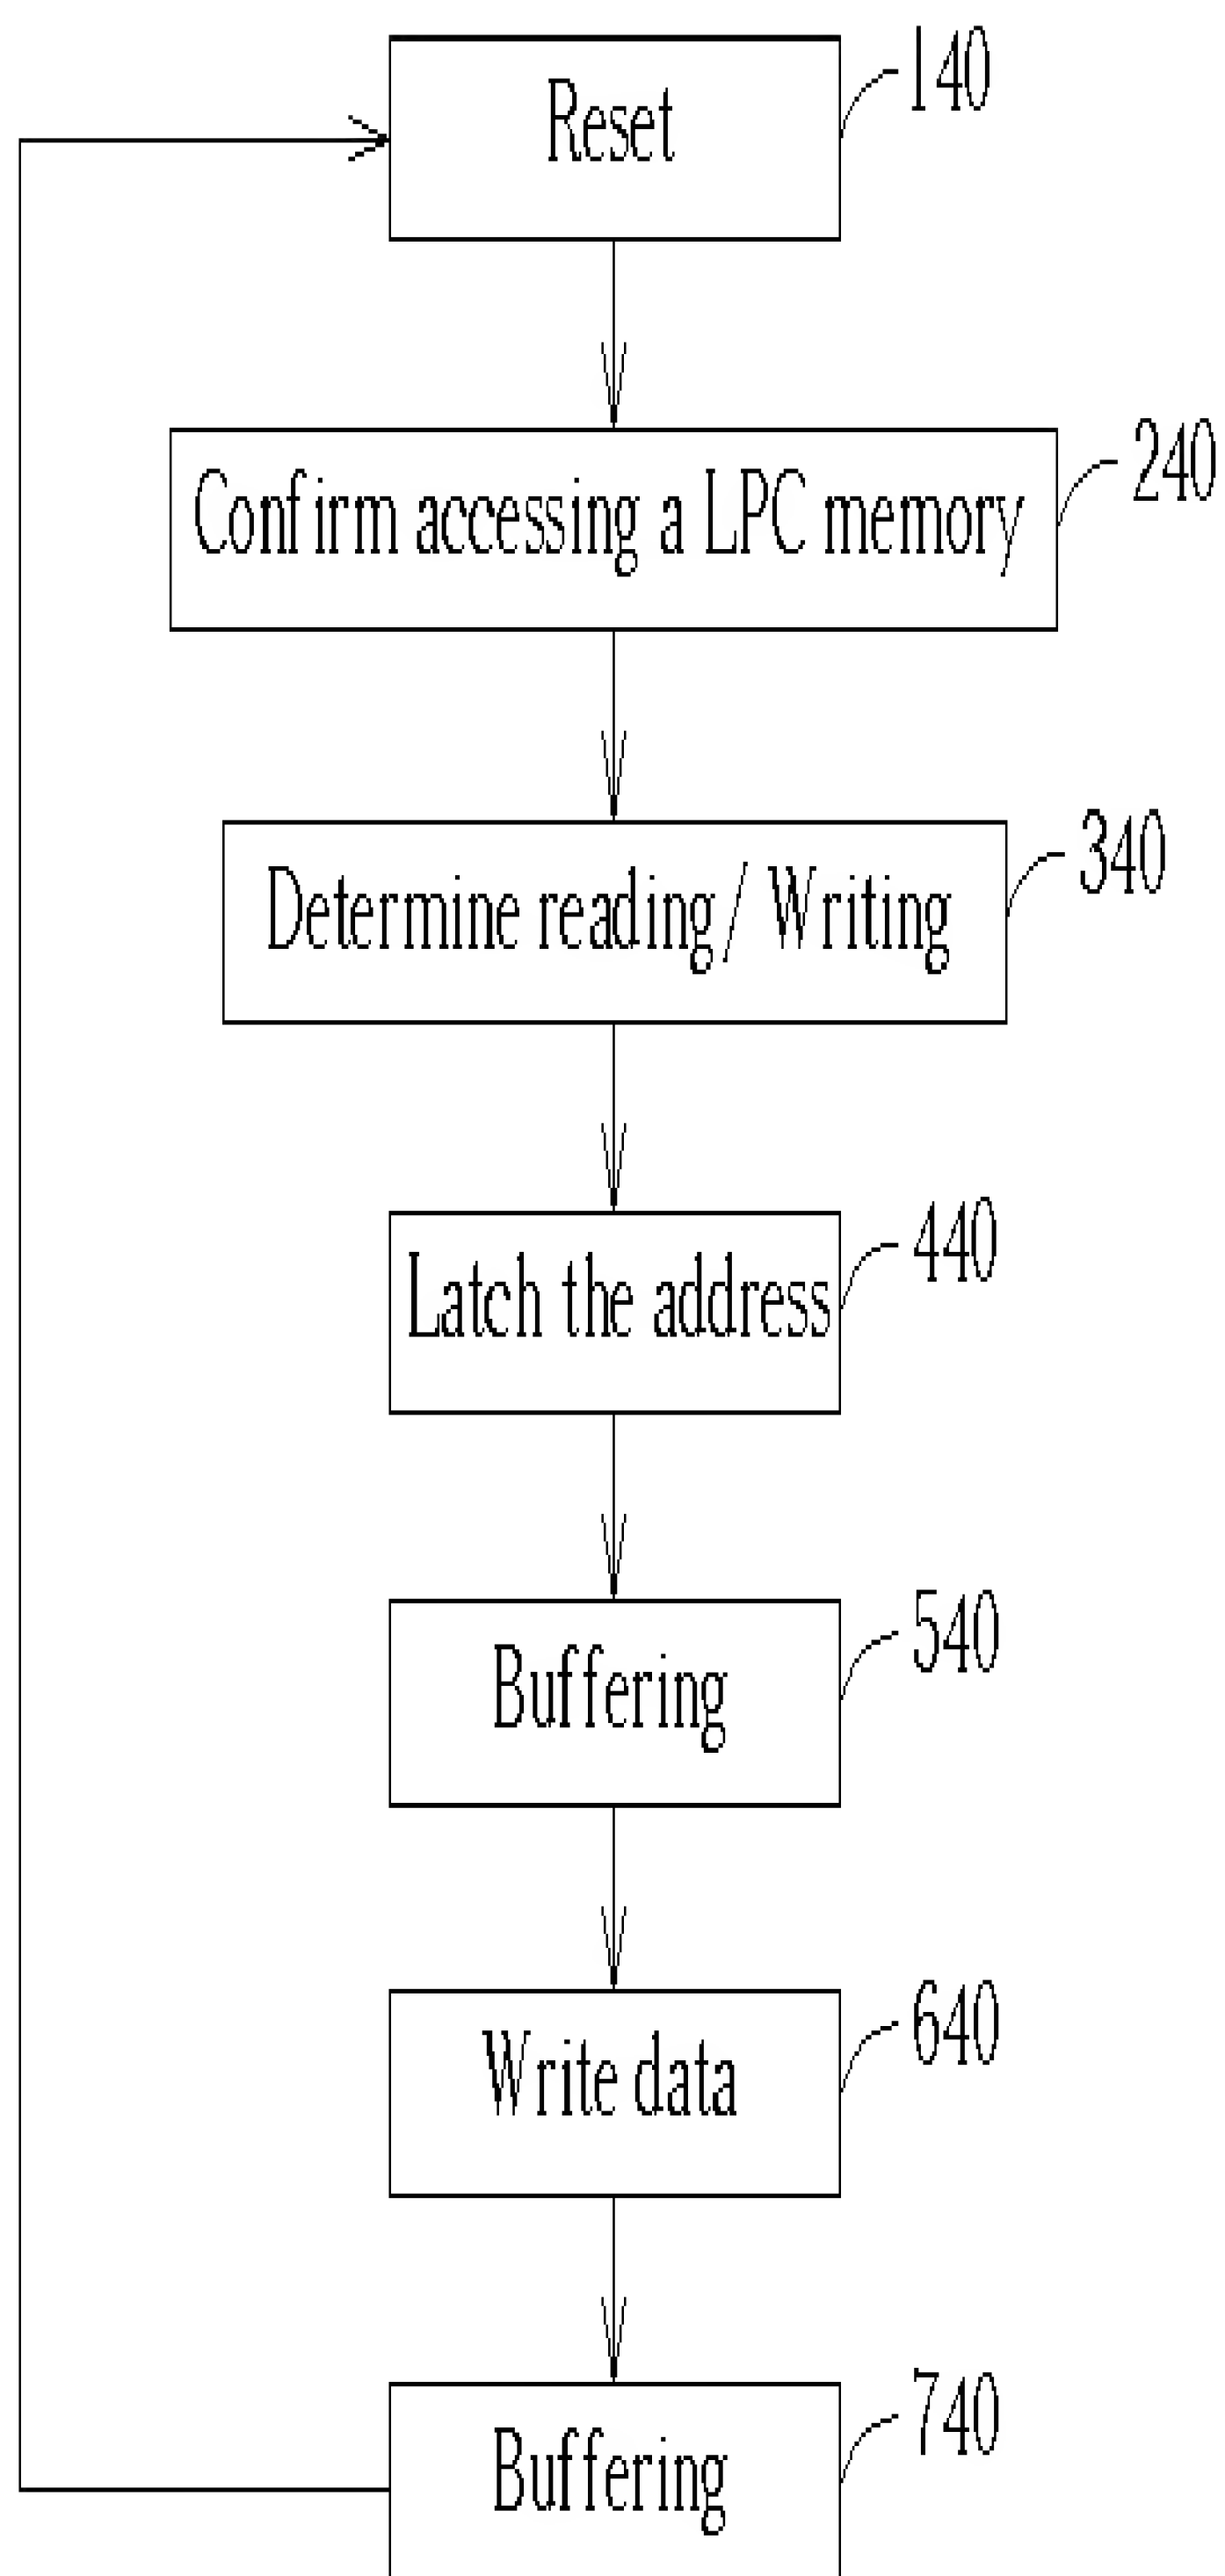 Reset
140
Confirm accessing a LPC memory
240
Determine reading/ Writing
340
Latch the address
440
Buffering
540
Write data
640
Buffering
740